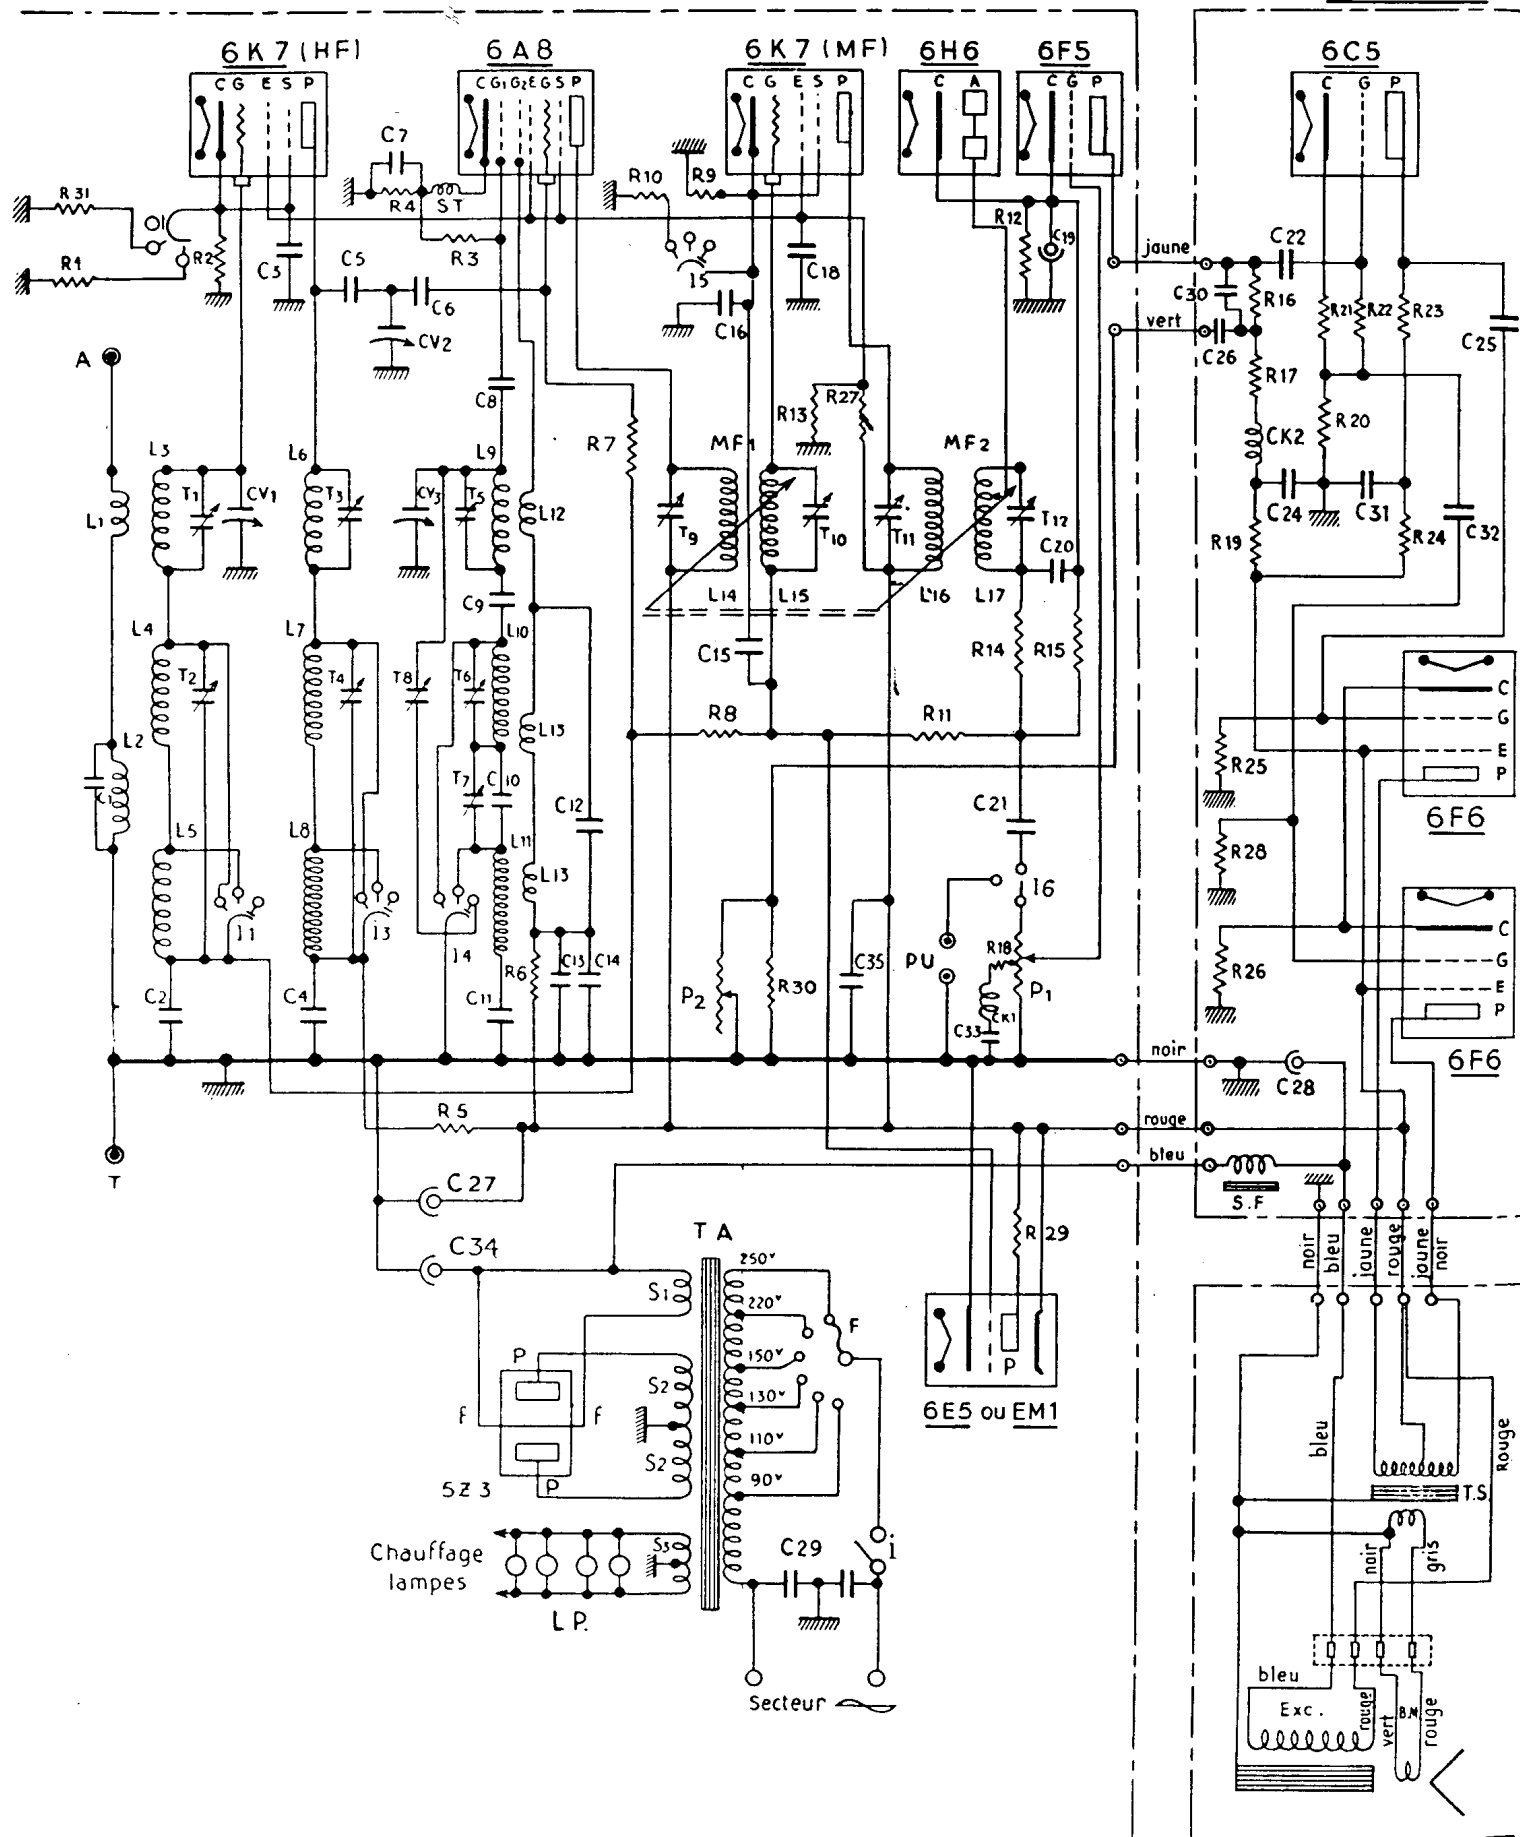 6K7 (HF) 6A8 6K7 (MF) 6H6 6F5 6C5
C G E S P
C G1 G2 E G S P
C G E S P
C A
C G P
C G P
C7
R31
R10 R9
R4 ST
O1
R12 C19
R1 R2 C3 C5 R3 I5 C18 jaune C22
C6 C30 R16
CV2 C16 vert C26 R21 R22 R23 C25
A
C8 R17
R7 R13 R27 R20
MF1 MF2 CK2
L3 L6 L9
L1 T1 CV1 T3 CV3 T5 L12 T9 T10 T11 T12 C24 C31 C32
C20 R19 R24
C9 L14 L15 L16 L17
L4 L7 L10
C15 R14 R15
T2 T4 T8 T6
C
G
R8 R11
L2 L13 R25 E
P
T7 C10
C1 C12 C21 6F6
L5 L8 L11 R28
L13 I6
I1 I3 I4 C
R6 C13 C14 C35 PU R18 R26 G
P2 R30 P1 E
C2 C4 C11 C33 CK1 P
noir C28 6F6
R5 rouge
bleu
T
C27 S.F
TA R29
C34 noir bleu jaune rouge jaune noir
250v
S1
220v F
P 150v
S2 P
130v
f f 6E5 ou EM1
110v bleu Rouge
S2
90v
5Z3 P T.S.
C29 i
Chauffage S3 noir gris
lampes
L P.
bleu
Secteur Exc. rouge vert B.M rouge